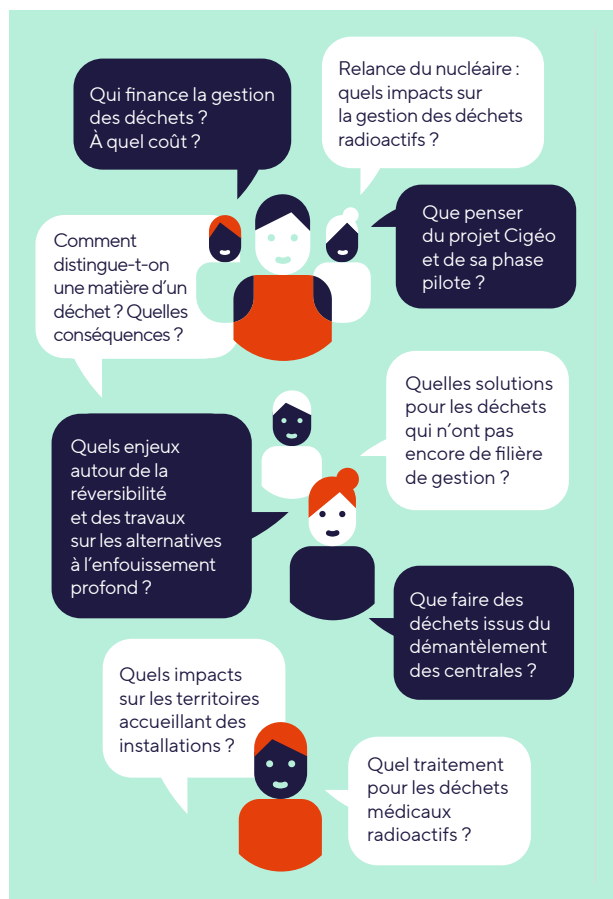 Qui finance la gestion
des déchets ?
À quel coût ?
Relance du nucléaire :
quels impacts sur
la gestion des déchets
radioactifs ?
Comment
distingue-t-on
une matière d'un
déchet ? Quelles
conséquences ?
Que penser
du projet Cigéo
et de sa phase
pilote ?
Quelles solutions
pour les déchets
qui n'ont pas
encore de filière
de gestion ?
Quels enjeux
autour de la
réversibilité
et des travaux
sur les alternatives
à l'enfouissement
profond ?
Que faire des
déchets issus du
démantèlement
des centrales ?
Quels impacts
sur les territoires
accueillant des
installations ?
Quel traitement
pour les déchets
médicaux
radioactifs ?